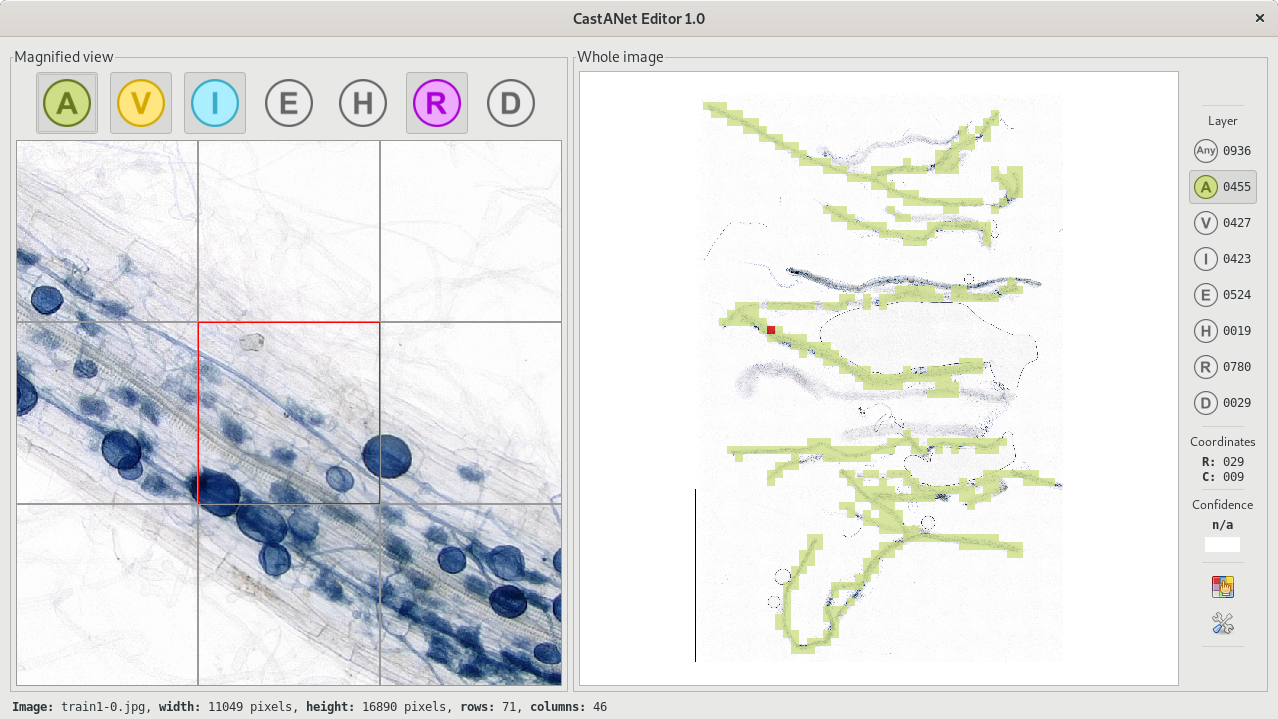 CastANet Editor 1.0
×
Magnified view
A V I E H R D
Whole image
Layer
Any 0936
A 0455
V 0427
I 0423
E 0524
H 0019
R 0780
D 0029
Coordinates
R: 029
C: 009
Confidence
n/a
Image: train1-0.jpg, width: 11049 pixels, height: 16890 pixels, rows: 71, columns: 46